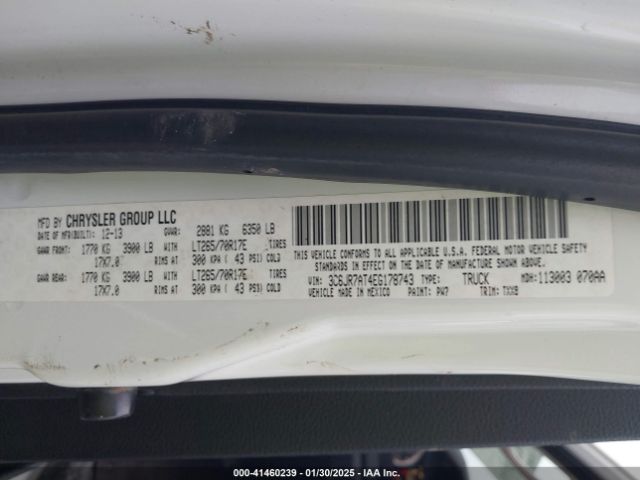 MFD BY CHRYSLER GROUP LLC
DATE OF MFR(BUILT): 12-13 GVWR: 2881 KG 6350 LB
GAWR FRONT: 1770 KG 3900 LB WITH LT265/70R17E TIRES
17X7.0 RIMS AT 300 KPA ( 43 PSI) COLD
GAWR REAR: 1770 KG 3900 LB WITH LT265/70R17E TIRES
17X7.0 RIMS AT 300 KPA ( 43 PSI) COLD
THIS VEHICLE CONFORMS TO ALL APPLICABLE U.S.A. FEDERAL MOTOR VEHICLE SAFETY
STANDARDS IN EFFECT ON THE DATE OF MANUFACTURE SHOWN ABOVE.
VIN: 3C6JR7AT4EG178743 TYPE: TRUCK MDH: 113003 070AA
VEHICLE MADE IN MEXICO PAINT: PW7 TRIM: TXX8
000-41460239 - 01/30/2025 - IAA Inc.